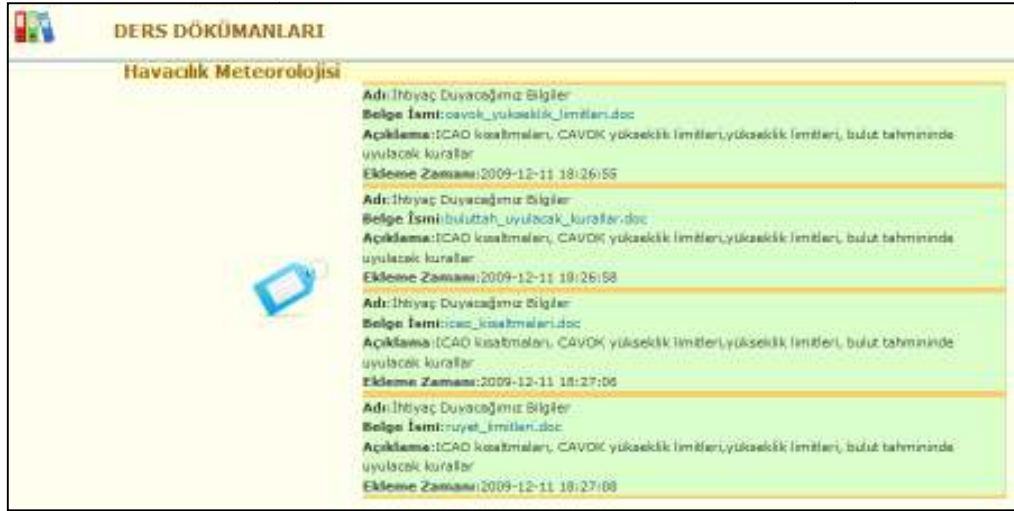 DERS DÖKÜMANLARI
Havacılık Meteorolojisi
Adı:İhtiyaç Duyacağımız Bilgiler
Belge İsmi:cavok_yukseklik_limitleri.doc
Açıklama:ICAO kısaltmaları, CAVOK yükseklik limitleri,yükseklik limitleri, bulut tahmininde
uyulacak kurallar
Ekleme Zamanı:2009-12-11 18:26:55
Adı:İhtiyaç Duyacağımız Bilgiler
Belge İsmi:buluttah_uyulacak_kurallar.doc
Açıklama:ICAO kısaltmaları, CAVOK yükseklik limitleri,yükseklik limitleri, bulut tahmininde
uyulacak kurallar
Ekleme Zamanı:2009-12-11 18:26:58
Adı:İhtiyaç Duyacağımız Bilgiler
Belge İsmi:icao_kisaltmalari.doc
Açıklama:ICAO kısaltmaları, CAVOK yükseklik limitleri,yükseklik limitleri, bulut tahmininde
uyulacak kurallar
Ekleme Zamanı:2009-12-11 18:27:06
Adı:İhtiyaç Duyacağımız Bilgiler
Belge İsmi:ruyet_limitleri.doc
Açıklama:ICAO kısaltmaları, CAVOK yükseklik limitleri,yükseklik limitleri, bulut tahmininde
uyulacak kurallar
Ekleme Zamanı:2009-12-11 18:27:08